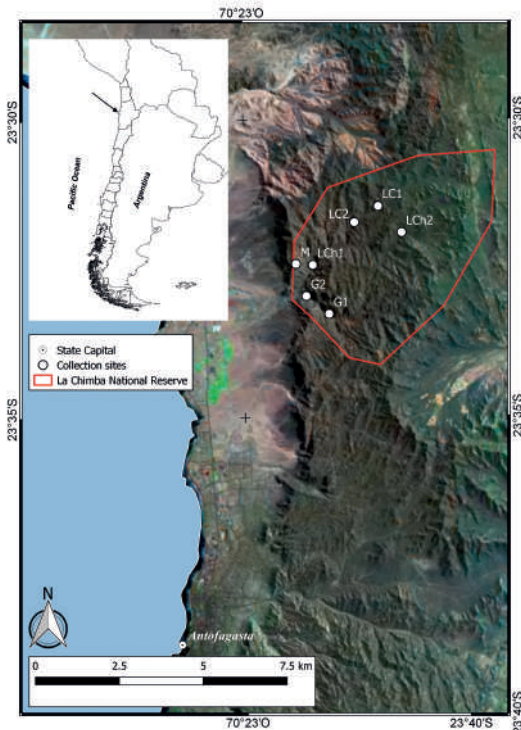 70°23'O
23°30'S
23°30'S
Pacific Ocean
Argentina
LC1
LC2
LCh2
M
LCh1
G2
G1
State Capital
Collection sites
La Chimba National Reserve
23°35'S
23°35'S
N
Antofagasta
0 2.5 5 7.5 km
23°40'S
70°23'O
23°40'S